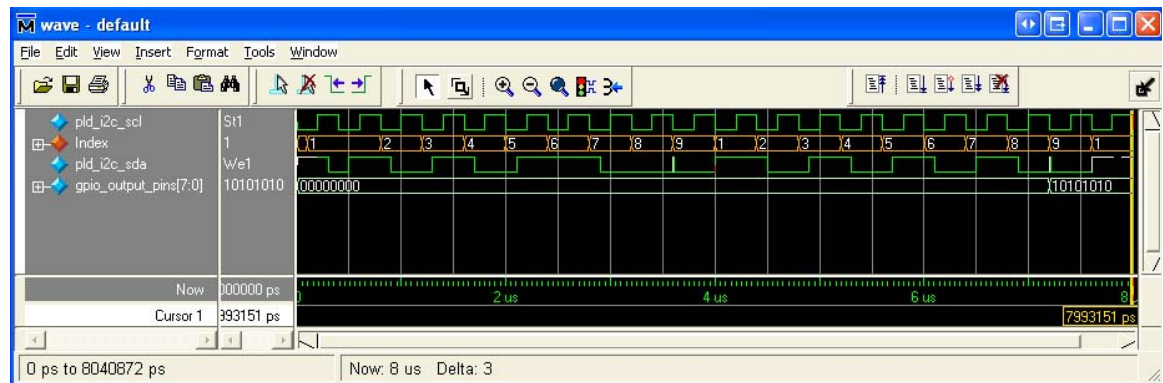 wave - default
File Edit View Insert Format Tools Window
pld_i2c_scl St1
Index 1 1 2 3 4 5 6 7 8 9 1 2 3 4 5 6 7 8 9 1
pld_i2c_sda We1
gpio_output_pins[7:0] 10101010 00000000 10101010
Now 000000 ps 0 2 us 4 us 6 us 8
Cursor 1 993151 ps 7993151 ps
0 ps to 8040872 ps Now: 8 us Delta: 3